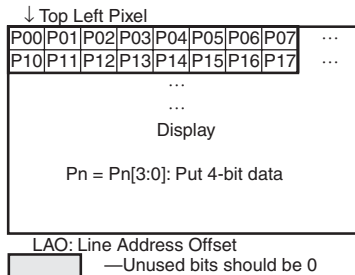 ↓ Top Left Pixel
P00 P01 P02 P03 P04 P05 P06 P07 ...
P10 P11 P12 P13 P14 P15 P16 P17 ...
...
...
Display
Pn = Pn[3:0]: Put 4-bit data
LAO: Line Address Offset
—Unused bits should be 0